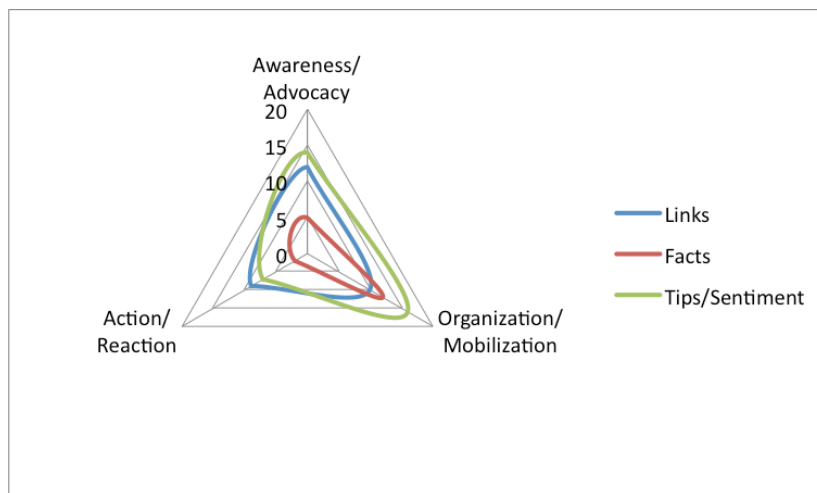 Awareness/
Advocacy
20
15
10
5
0
Links
Facts
Tips/Sentiment
Action/
Reaction
Organization/
Mobilization